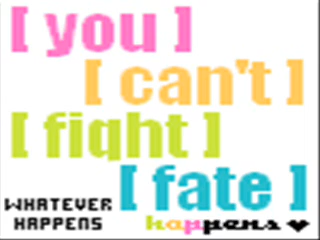 [ you ]
[ can't ]
[ fight ]
[ fate ]
WHATEVER
HAPPENS happens ♥